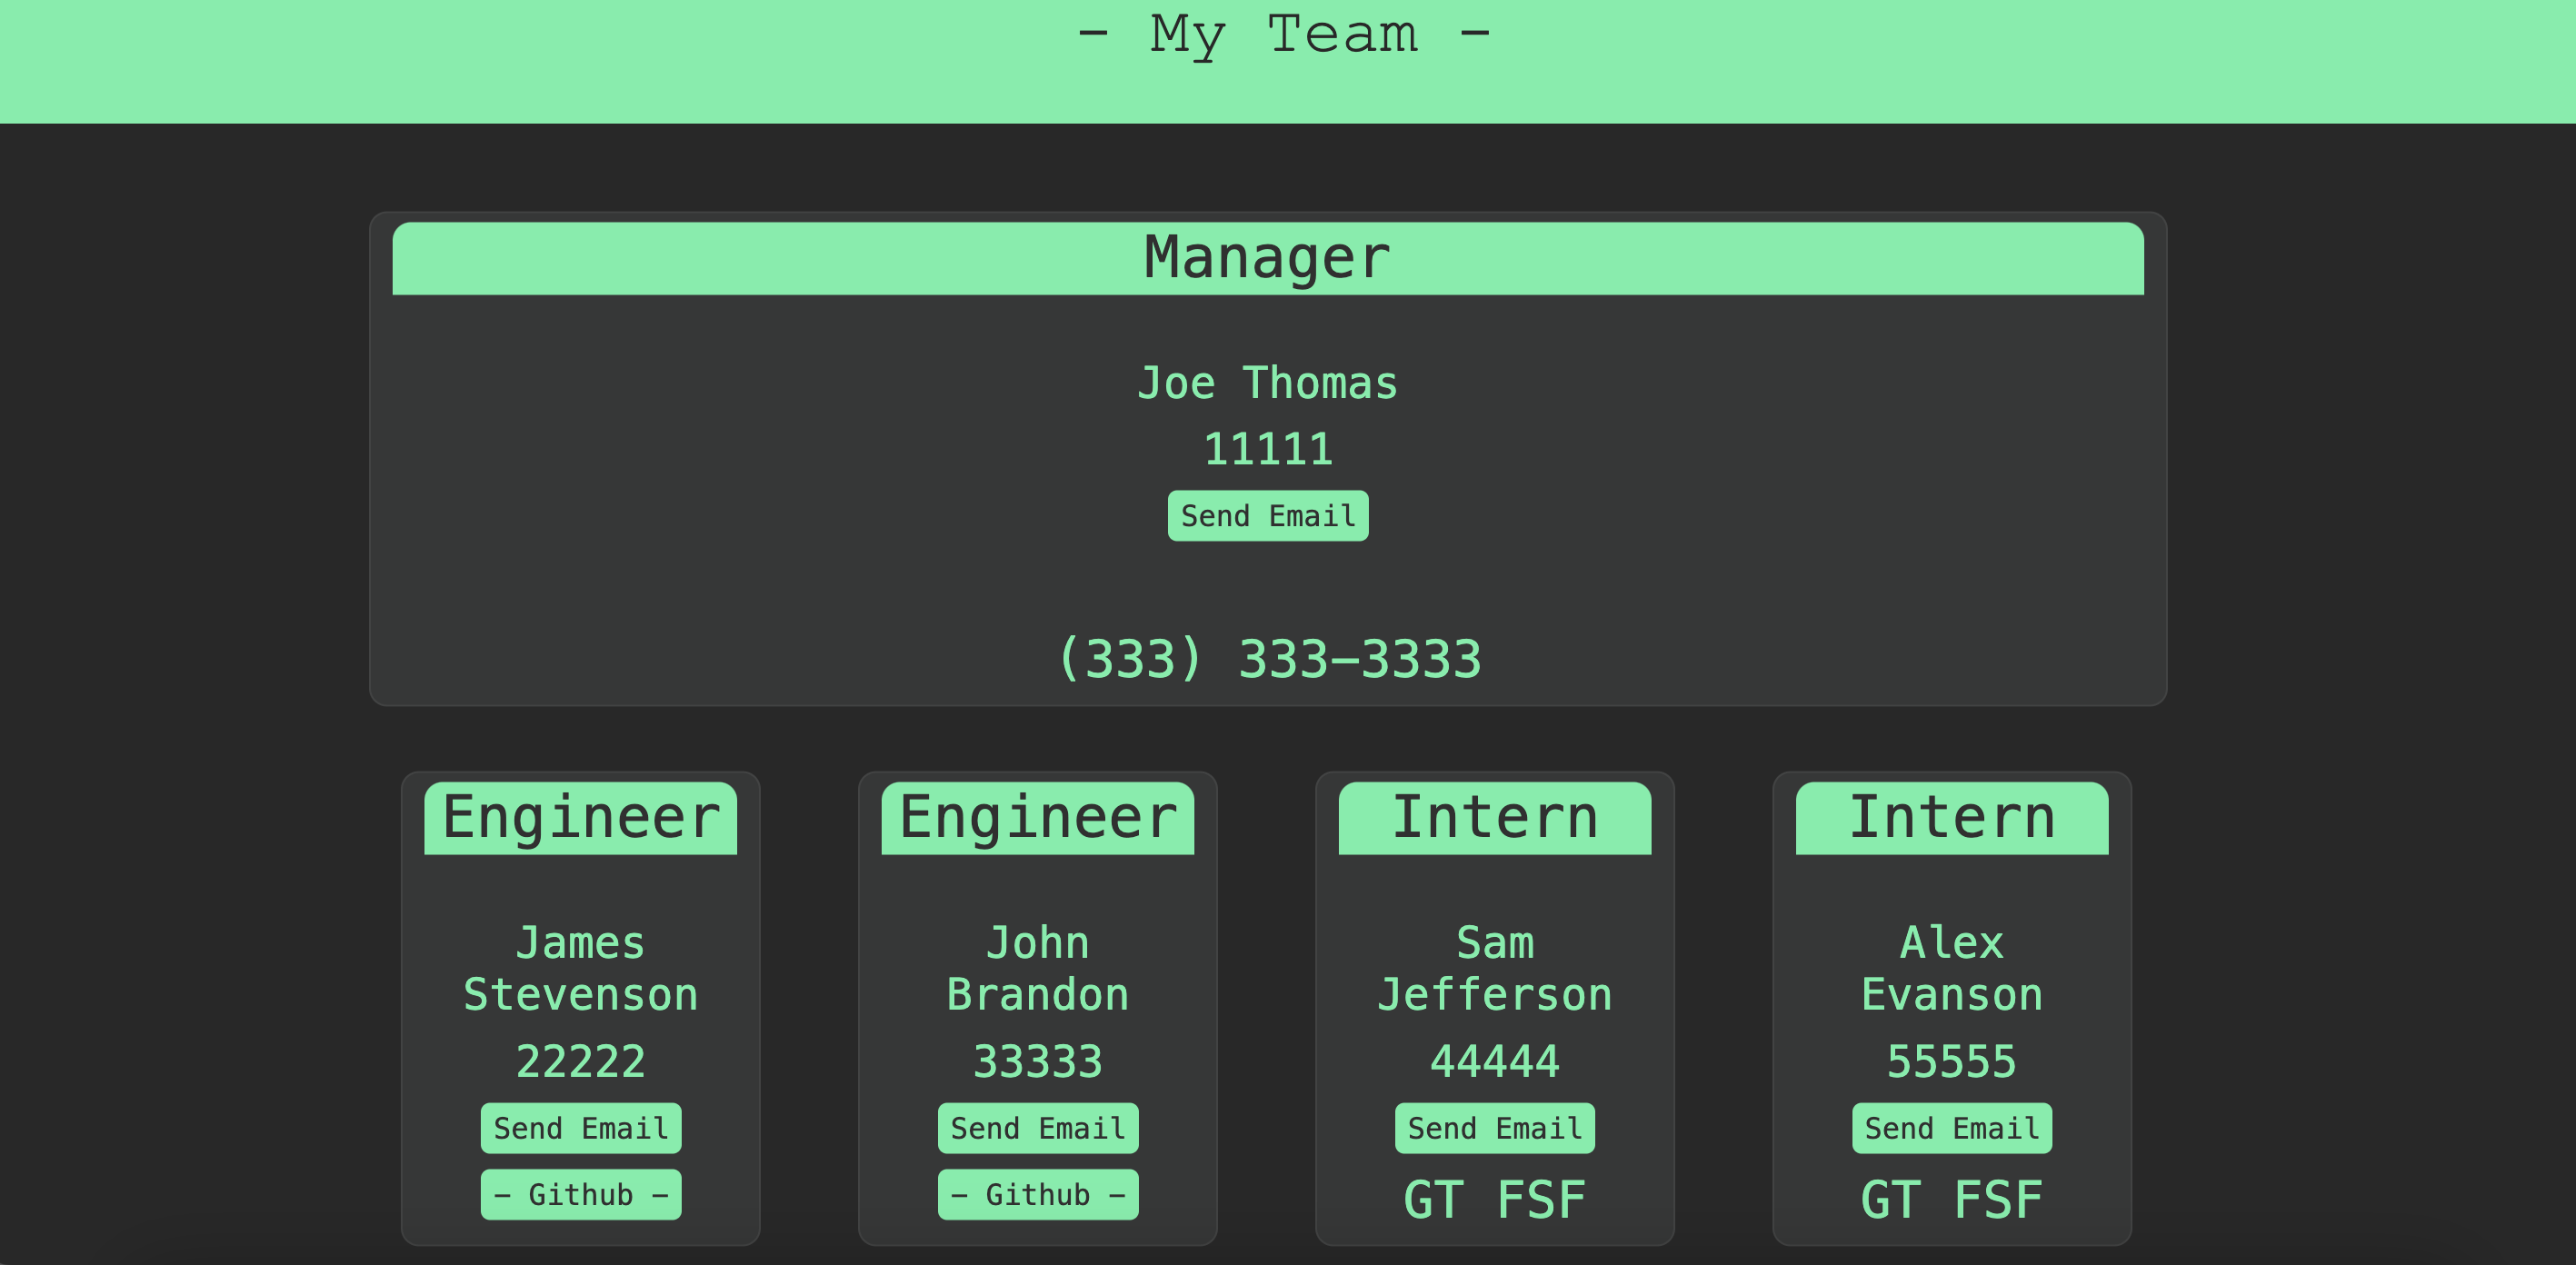 - My Team -
Manager
Joe Thomas
11111
Send Email
(333) 333-3333
Engineer
James
Stevenson
22222
Send Email
- Github -
Engineer
John
Brandon
33333
Send Email
- Github -
Intern
Sam
Jefferson
44444
Send Email
GT FSF
Intern
Alex
Evanson
55555
Send Email
GT FSF